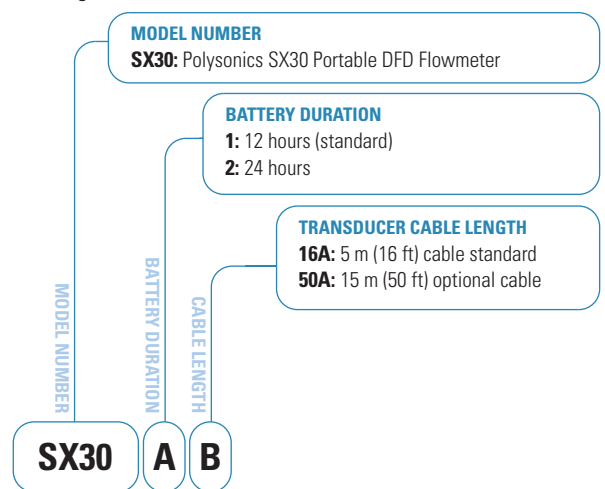 MODEL NUMBER
SX30: Polysonics SX30 Portable DFD Flowmeter
BATTERY DURATION
1: 12 hours (standard)
2: 24 hours
TRANSDUCER CABLE LENGTH
16A: 5 m (16 ft) cable standard
50A: 15 m (50 ft) optional cable
MODEL NUMBER
BATTERY DURATION
CABLE LENGTH
SX30
A
B